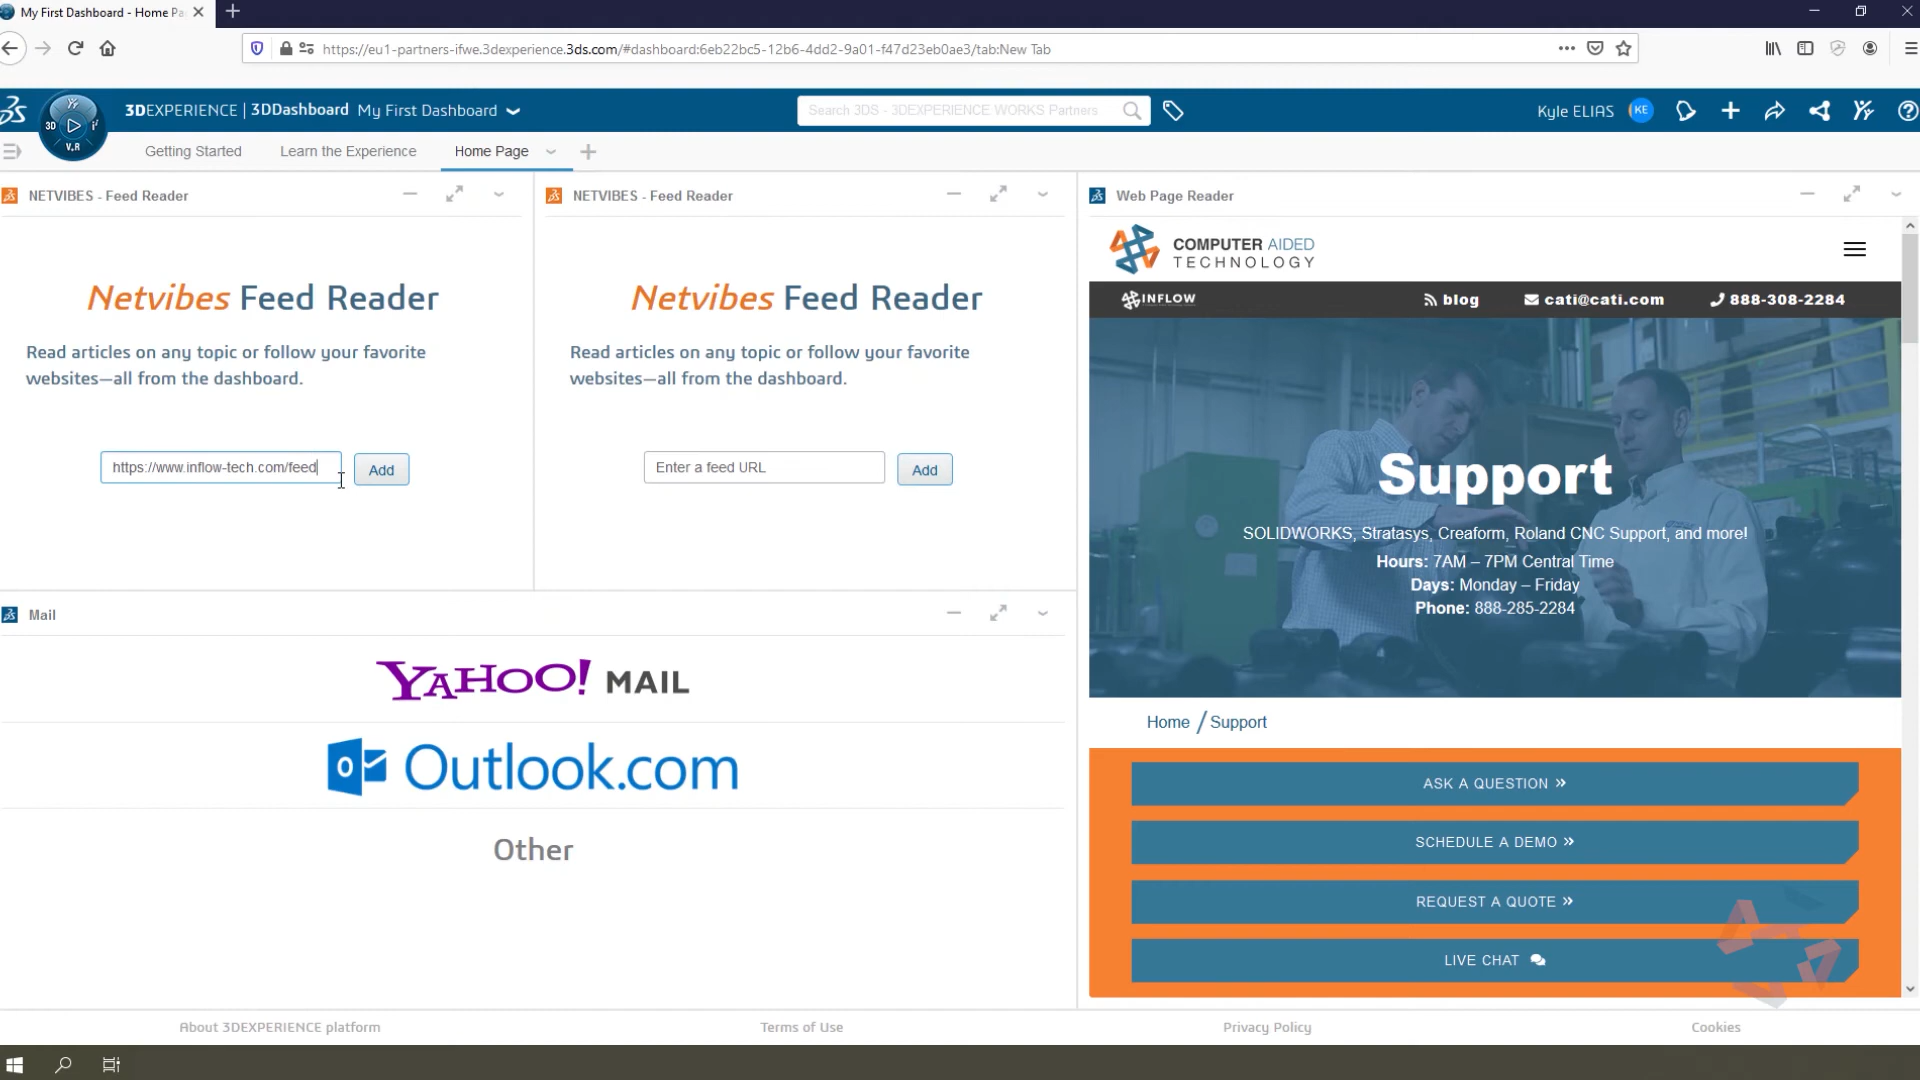 My First Dashboard - Home Pa
https://eu1-partners-ifwe.3dexperience.3ds.com/#dashboard:6eb22bc5-12b6-4dd2-9a01-f47d23eb0ae3/tab:New Tab
3D
V.R
3DEXPERIENCE | 3DDashboard My First Dashboard
Search 3DS - 3DEXPERIENCE WORKS Partners
Kyle ELIAS KE
Getting Started Learn the Experience Home Page
NETVIBES - Feed Reader
Netvibes Feed Reader
Read articles on any topic or follow your favorite
websites—all from the dashboard.
https://www.inflow-tech.com/feed Add
NETVIBES - Feed Reader
Netvibes Feed Reader
Read articles on any topic or follow your favorite
websites—all from the dashboard.
Enter a feed URL Add
Mail
YAHOO! MAIL
Outlook.com
Other
Web Page Reader
COMPUTER AIDED
TECHNOLOGY
INFLOW blog cati@cati.com 888-308-2284
Support
SOLIDWORKS, Stratasys, Creaform, Roland CNC Support, and more!
Hours: 7AM – 7PM Central Time
Days: Monday – Friday
Phone: 888-285-2284
Home / Support
ASK A QUESTION »
SCHEDULE A DEMO »
REQUEST A QUOTE »
LIVE CHAT
About 3DEXPERIENCE platform Terms of Use Privacy Policy Cookies